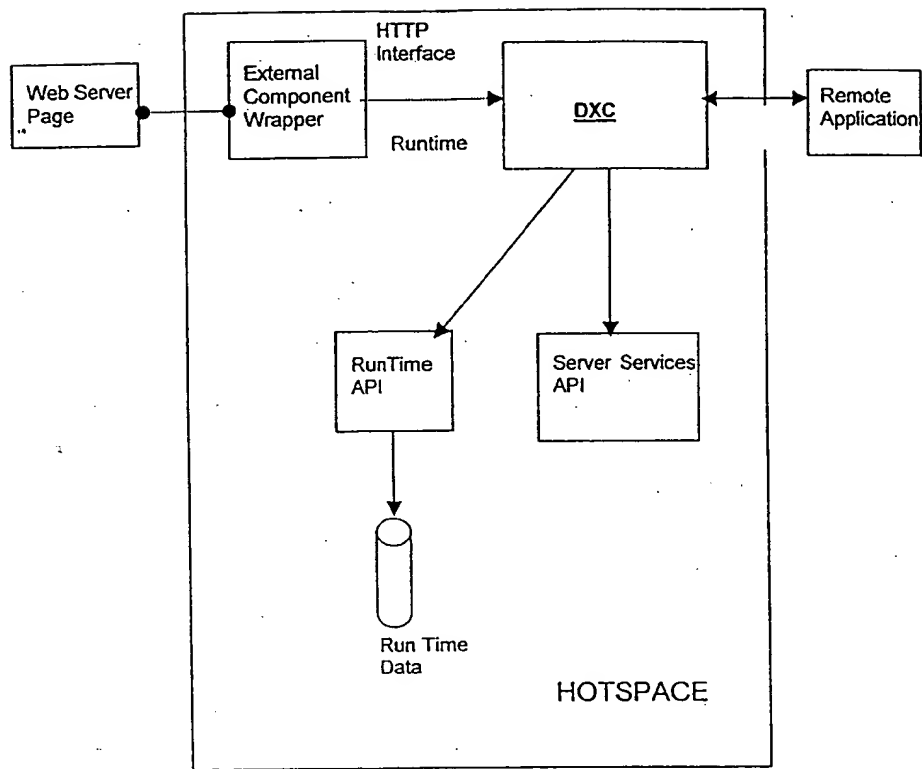 HTTP
Interface
Web Server
Page
External
Component
Wrapper
DXC
Remote
Application
Runtime
RunTime
API
Server Services
API
Run Time
Data
HOTSPACE